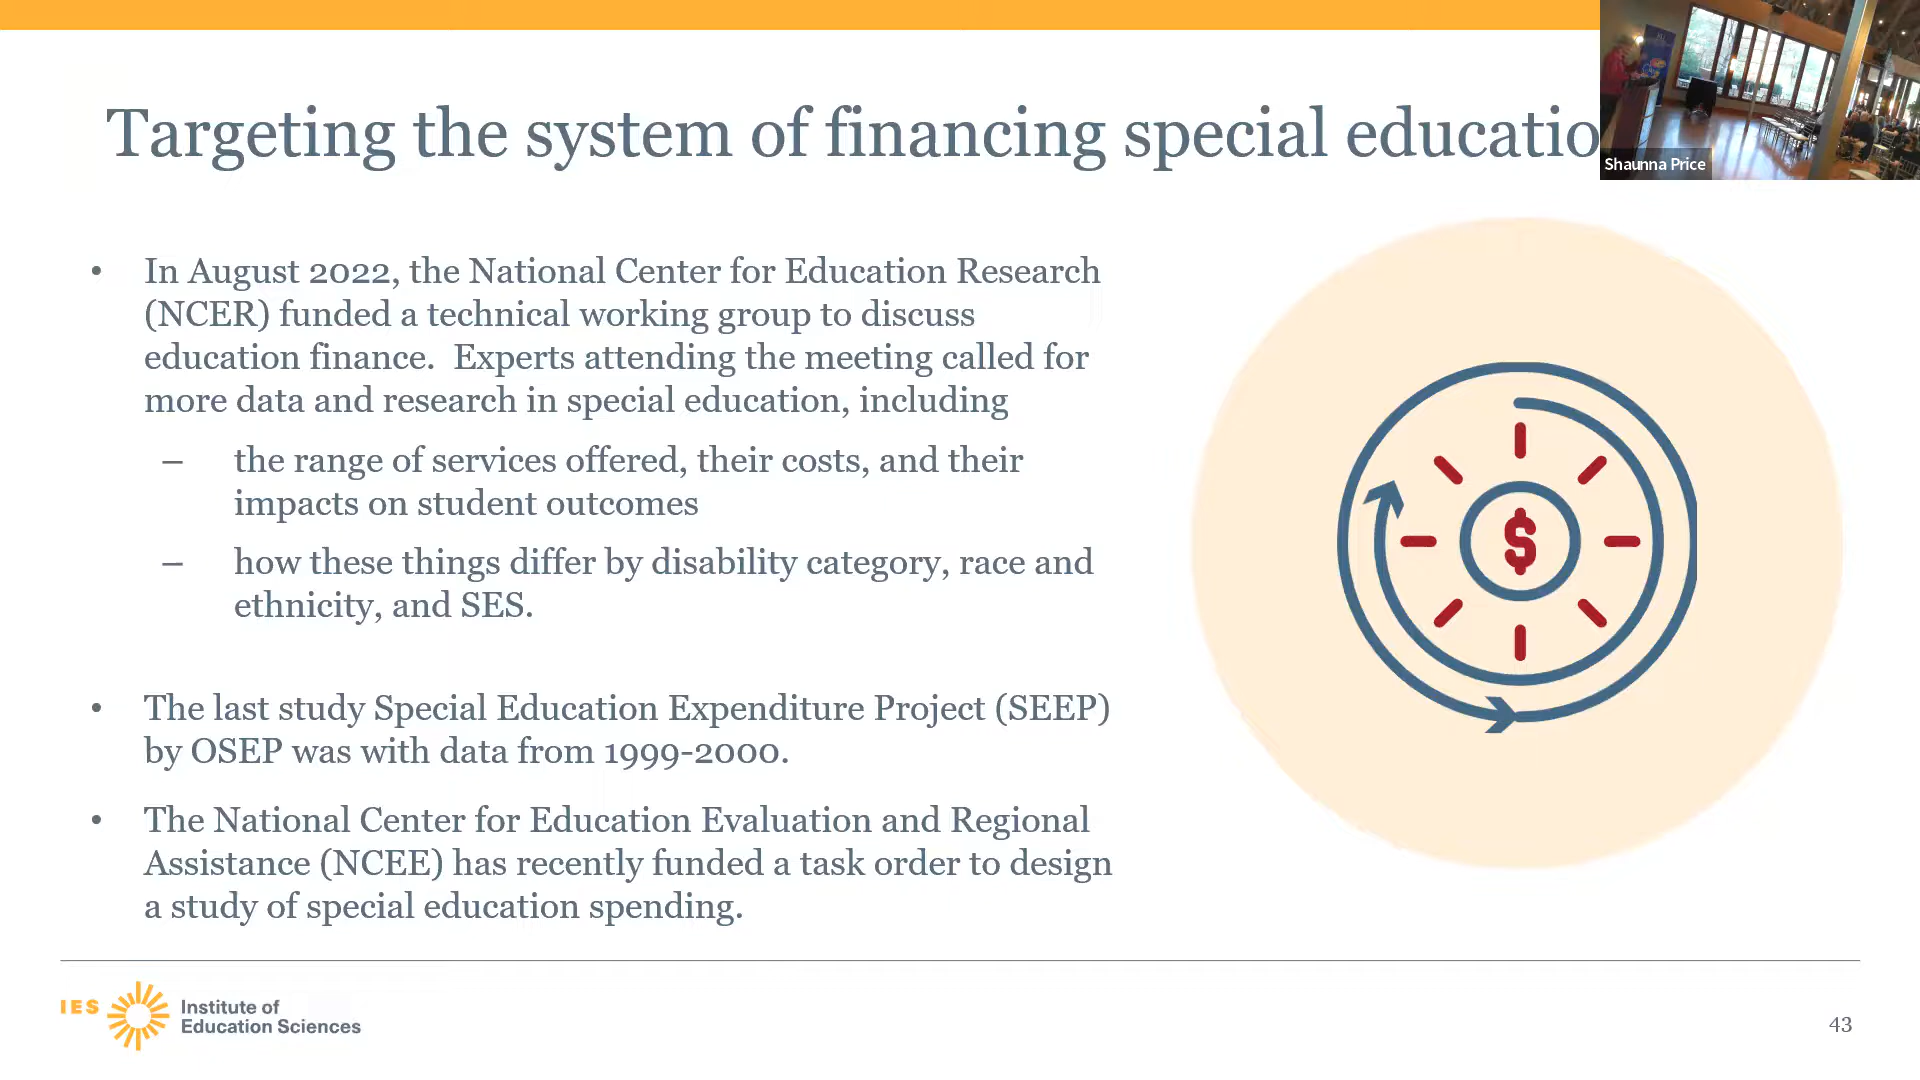 Targeting the system of financing special educatio
Shaunna Price
• In August 2022, the National Center for Education Research
(NCER) funded a technical working group to discuss
education finance.  Experts attending the meeting called for
more data and research in special education, including
– the range of services offered, their costs, and their
impacts on student outcomes
– how these things differ by disability category, race and
ethnicity, and SES.
$
• The last study Special Education Expenditure Project (SEEP)
by OSEP was with data from 1999-2000.
• The National Center for Education Evaluation and Regional
Assistance (NCEE) has recently funded a task order to design
a study of special education spending.
IES
Institute of
Education Sciences
43